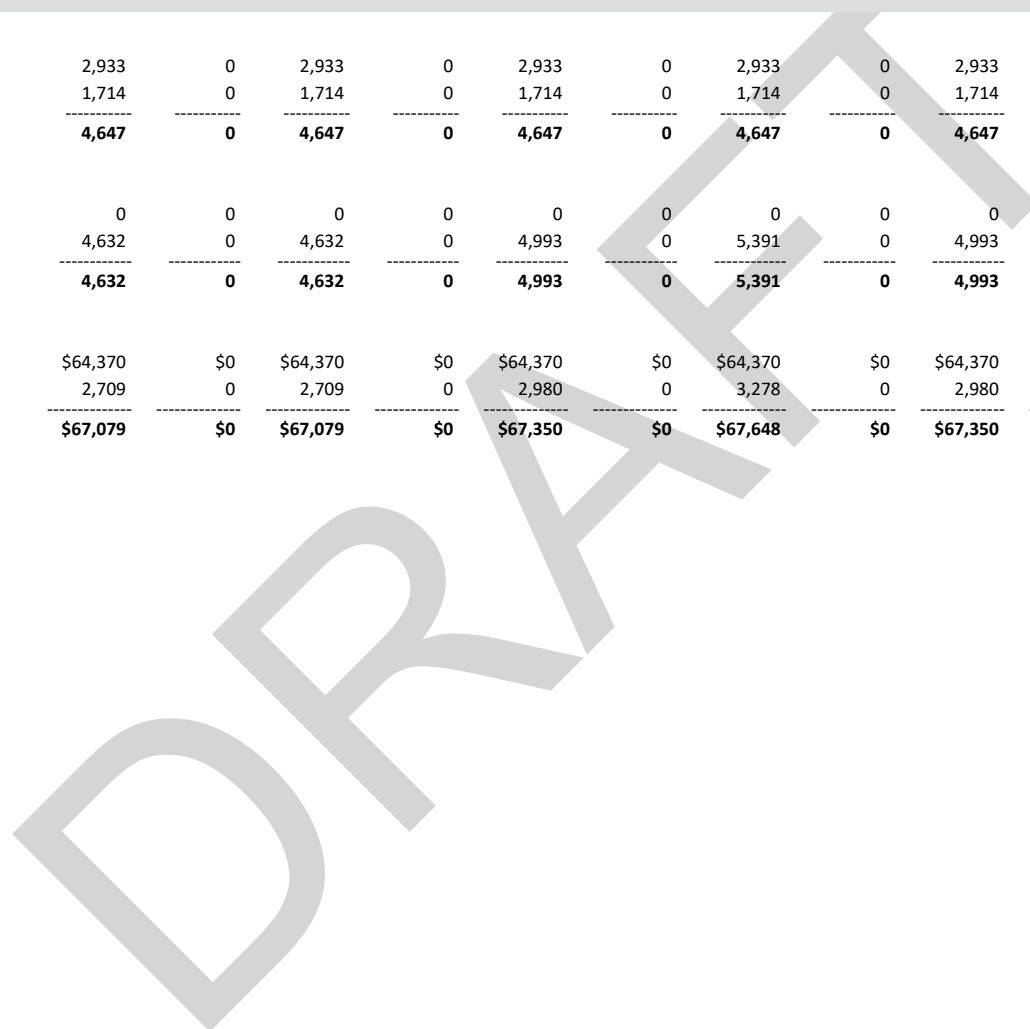 2,933 0 2,933 0 2,933 0 2,933 0 2,933
1,714 0 1,714 0 1,714 0 1,714 0 1,714
4,647 0 4,647 0 4,647 0 4,647 0 4,647
0 0 0 0 0 0 0 0 0
4,632 0 4,632 0 4,993 0 5,391 0 4,993
4,632 0 4,632 0 4,993 0 5,391 0 4,993
$64,370 $0 $64,370 $0 $64,370 $0 $64,370 $0 $64,370
2,709 0 2,709 0 2,980 0 3,278 0 2,980
$67,079 $0 $67,079 $0 $67,350 $0 $67,648 $0 $67,350
DRAFT